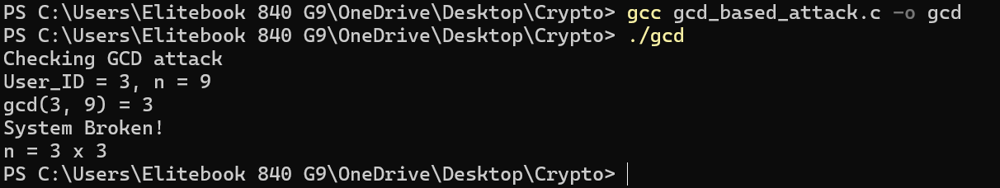 PS C:\Users\Elitebook 840 G9\OneDrive\Desktop\Crypto> gcc gcd_based_attack.c -o gcd
PS C:\Users\Elitebook 840 G9\OneDrive\Desktop\Crypto> ./gcd
Checking GCD attack
User_ID = 3, n = 9
gcd(3, 9) = 3
System Broken!
n = 3 x 3
PS C:\Users\Elitebook 840 G9\OneDrive\Desktop\Crypto>